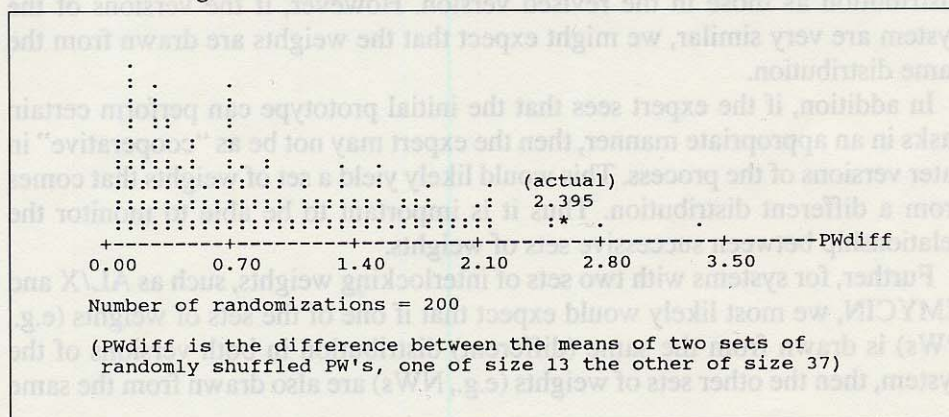 (actual)
2.395
*
PWdiff
0.00 0.70 1.40 2.10 2.80 3.50
Number of randomizations = 200
(PWdiff is the difference between the means of two sets of
randomly shuffled PW's, one of size 13 the other of size 37)